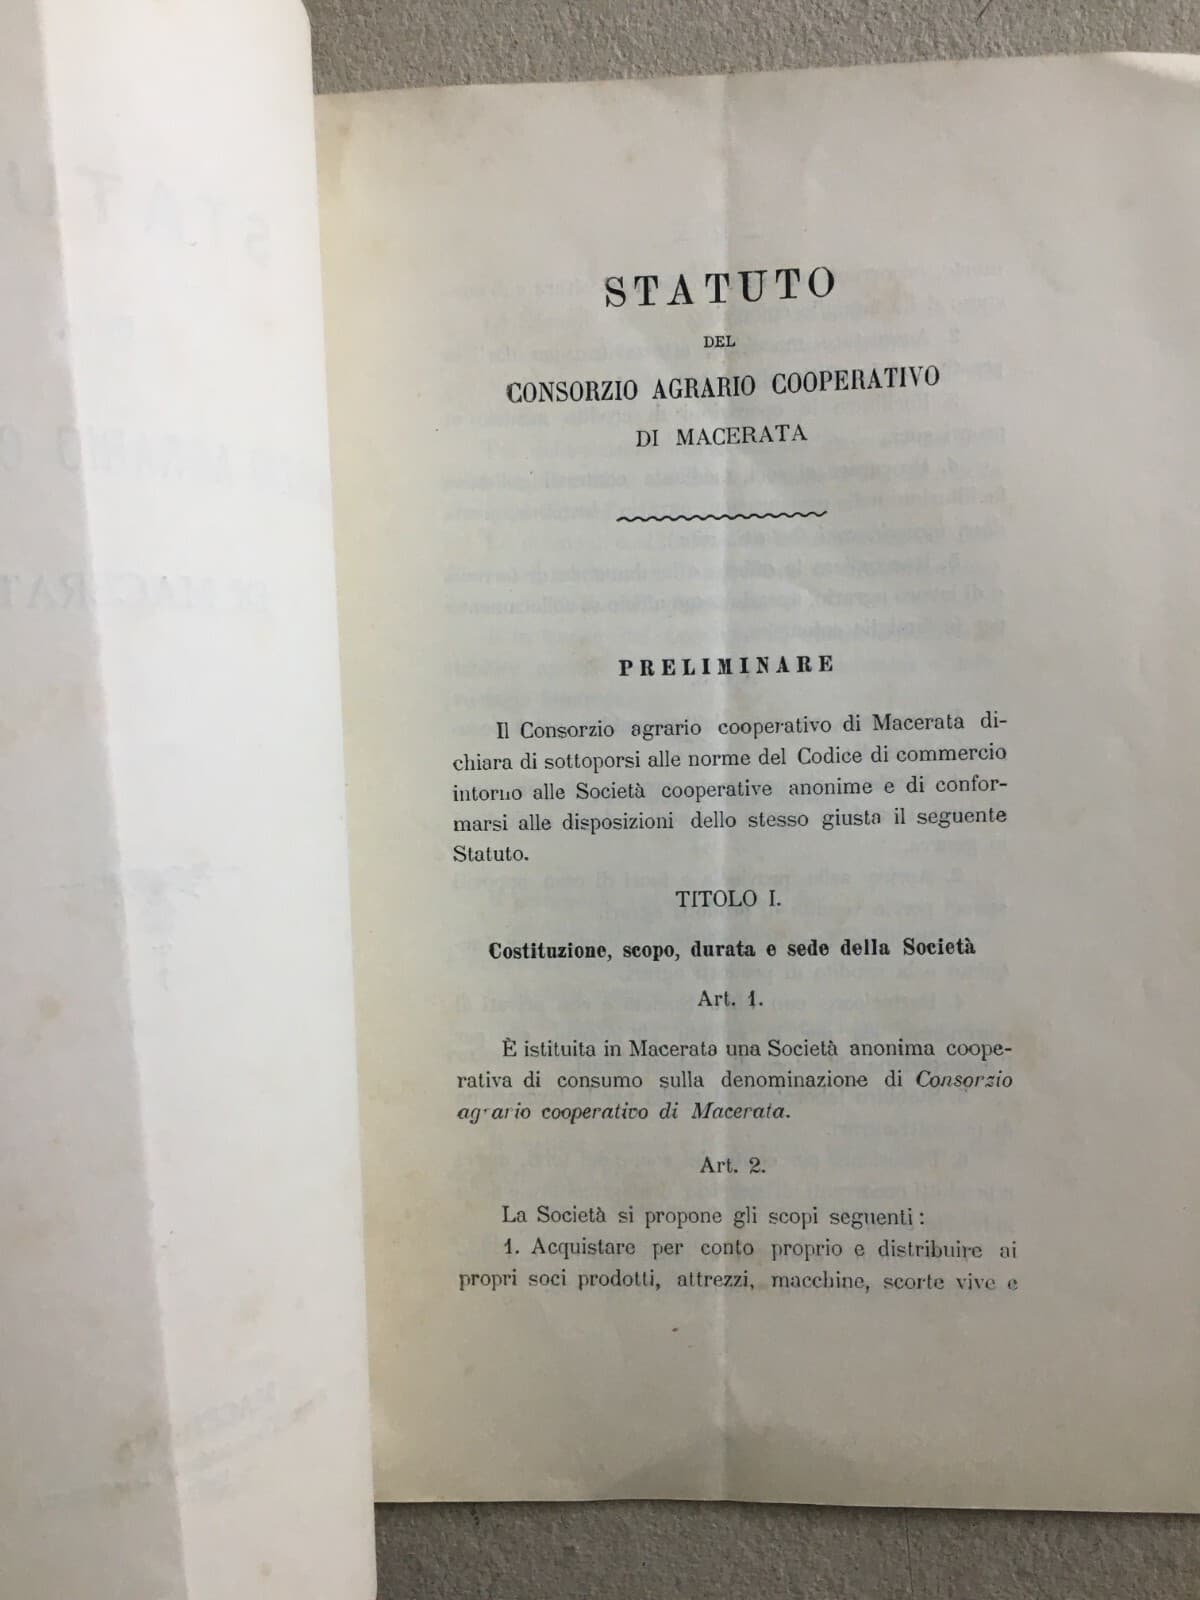 STATUTO
DEL
CONSORZIO AGRARIO COOPERATIVO
DI MACERATA
PRELIMINARE
Il Consorzio agrario cooperativo di Macerata di-
chiara di sottoporsi alle norme del Codice di commercio
intorno alle Società cooperative anonime e di confor-
marsi alle disposizioni dello stesso giusta il seguente
Statuto.
TITOLO I.
Costituzione, scopo, durata e sede della Società
Art. 1.
È istituita in Macerata una Società anonima coope-
rativa di consumo sulla denominazione di Consorzio
agrario cooperativo di Macerata.
Art. 2.
La Società si propone gli scopi seguenti :
1. Acquistare per conto proprio e distribuire ai
propri soci prodotti, attrezzi, macchine, scorte vive e